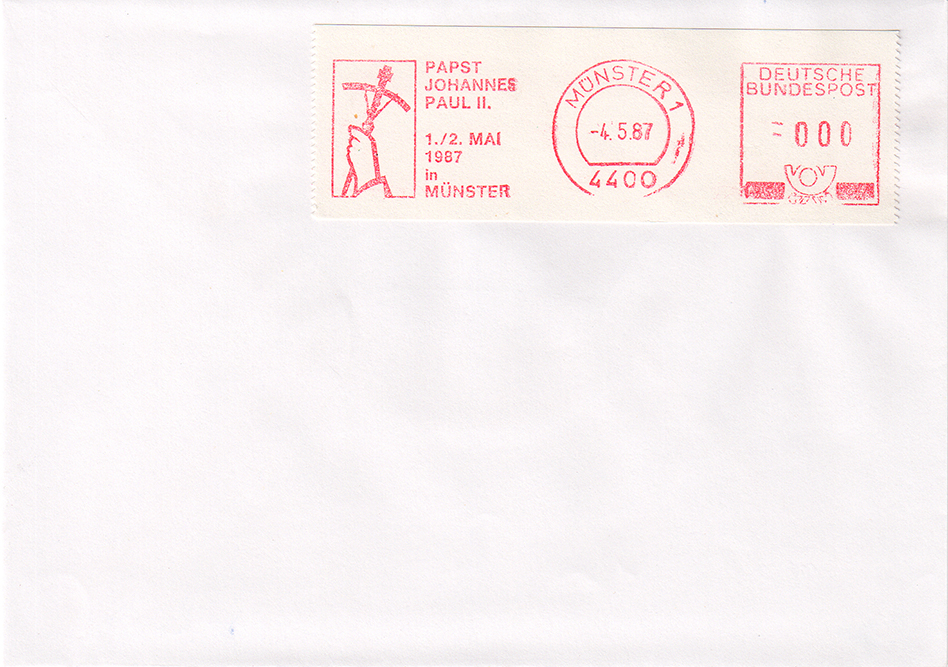 PAPST
JOHANNES
PAUL II.
1./2. MAI
1987
in
MÜNSTER
MÜNSTER 1
-4.5.87
4400
DEUTSCHE
BUNDESPOST
000